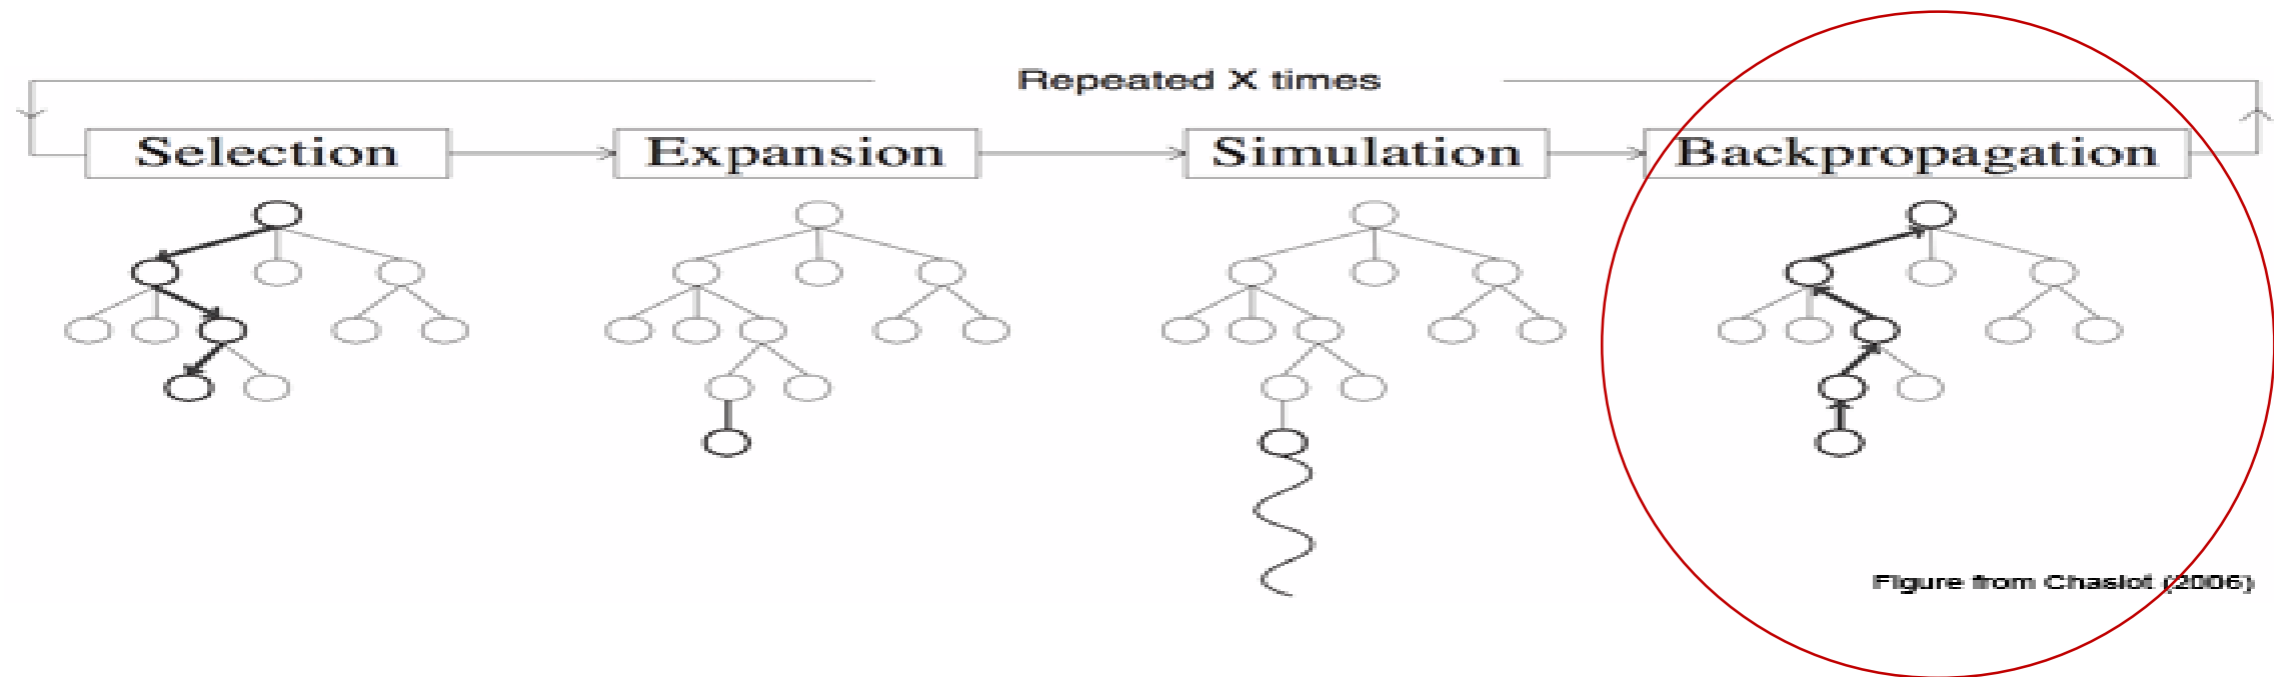 Repeated X times
Selection
Expansion
Simulation
Backpropagation
Figure from Chaslot (2006)